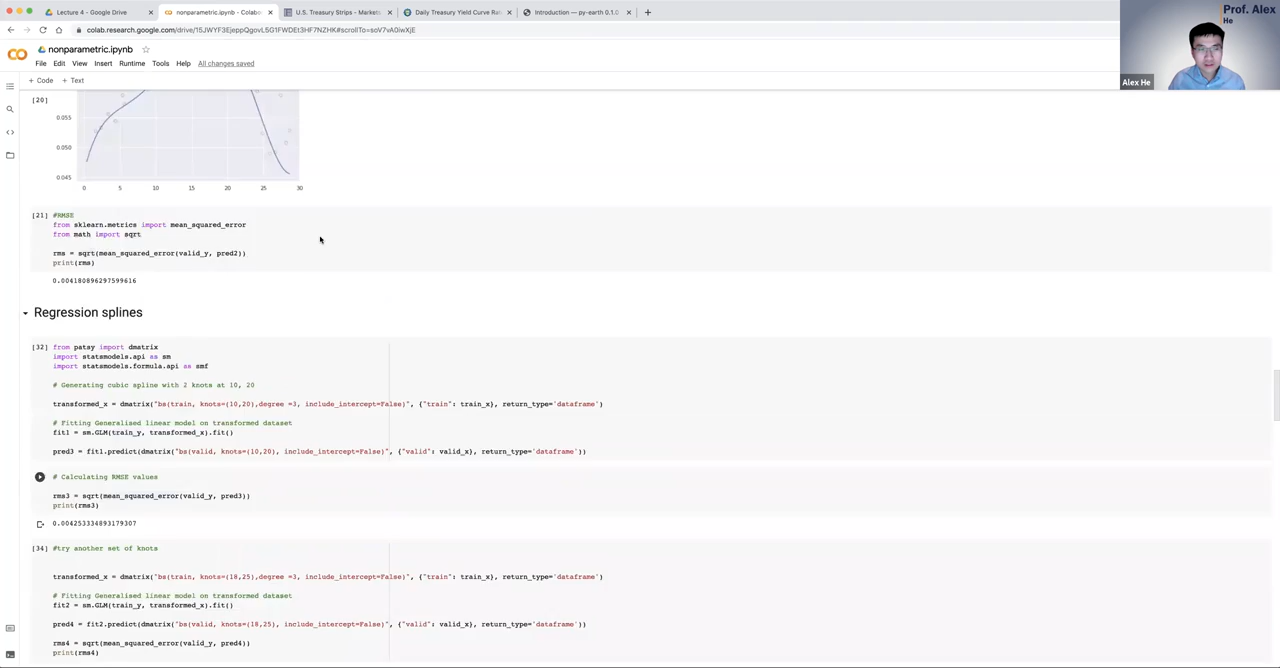 Lecture 4 - Google Drive
nonparametric.ipynb - Colabo
U.S. Treasury Strips - Markets
Daily Treasury Yield Curve Ra
Introduction — py-earth 0.1.0
Prof. Alex He
colab.research.google.com/drive/15JWYF3EjeppQgovL5G1FWDEt3HF7NZHK#scrollTo=soV7vADiwXjE
nonparametric.ipynb
File Edit View Insert Runtime Tools Help All changes saved
Alex He
+ Code + Text
[20]
0.055
0.050
0.045
0 5 10 15 20 25 30
[21] #RMSE
from sklearn.metrics import mean_squared_error
from math import sqrt
rms = sqrt(mean_squared_error(valid_y, pred2))
print(rms)
0.004180896297599616
Regression splines
[32] from patsy import dmatrix
import statsmodels.api as sm
import statsmodels.formula.api as smf
# Generating cubic spline with 2 knots at 10, 20
transformed_x = dmatrix("bs(train, knots=(10,20),degree =3, include_intercept=False)", {"train": train_x}, return_type='dataframe')
# Fitting Generalised linear model on transformed dataset
fit1 = sm.GLM(train_y, transformed_x).fit()
pred3 = fit1.predict(dmatrix("bs(valid, knots=(10,20), include_intercept=False)", {"valid": valid_x}, return_type='dataframe'))
# Calculating RMSE values
rms3 = sqrt(mean_squared_error(valid_y, pred3))
print(rms3)
0.004253334893179307
[34] #try another set of knots
transformed_x = dmatrix("bs(train, knots=(18,25),degree =3, include_intercept=False)", {"train": train_x}, return_type='dataframe')
# Fitting Generalised linear model on transformed dataset
fit2 = sm.GLM(train_y, transformed_x).fit()
pred4 = fit2.predict(dmatrix("bs(valid, knots=(18,25), include_intercept=False)", {"valid": valid_x}, return_type='dataframe'))
rms4 = sqrt(mean_squared_error(valid_y, pred4))
print(rms4)